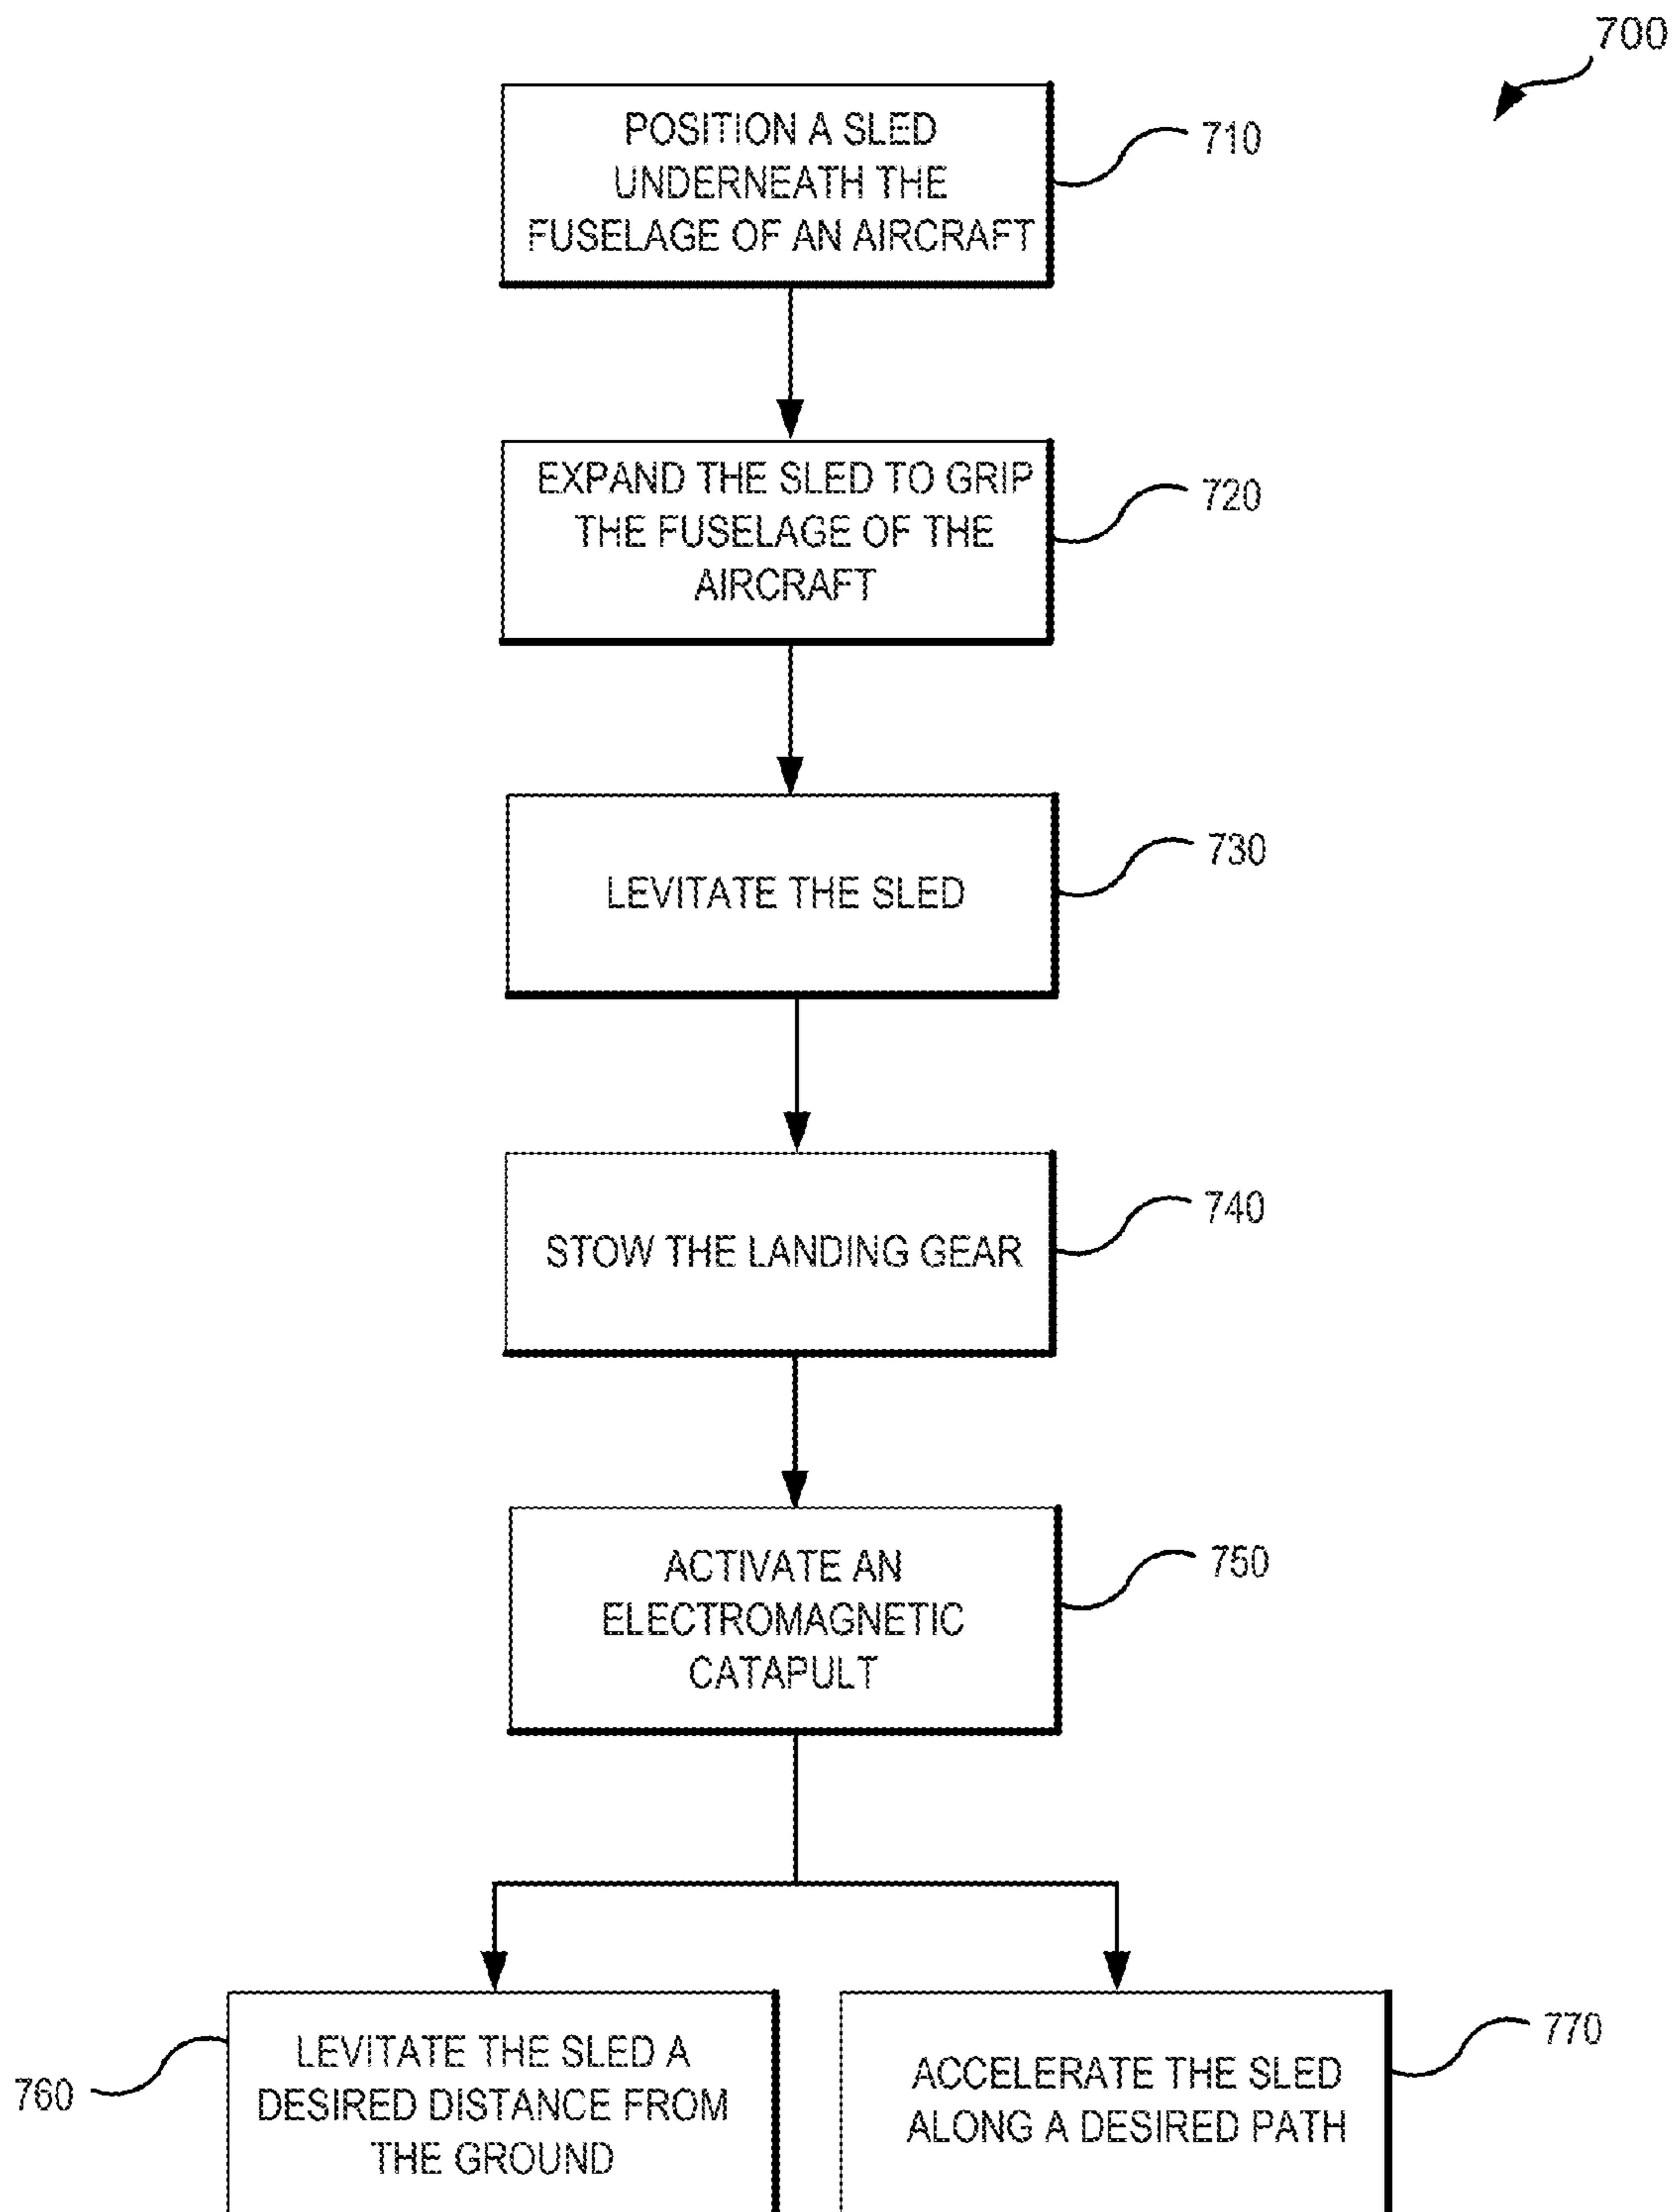 700
POSITION A SLED
UNDERNEATH THE
FUSELAGE OF AN AIRCRAFT
710
EXPAND THE SLED TO GRIP
THE FUSELAGE OF THE
AIRCRAFT
720
LEVITATE THE SLED
730
STOW THE LANDING GEAR
740
ACTIVATE AN
ELECTROMAGNETIC
CATAPULT
750
LEVITATE THE SLED A
DESIRED DISTANCE FROM
THE GROUND
760
ACCELERATE THE SLED
ALONG A DESIRED PATH
770